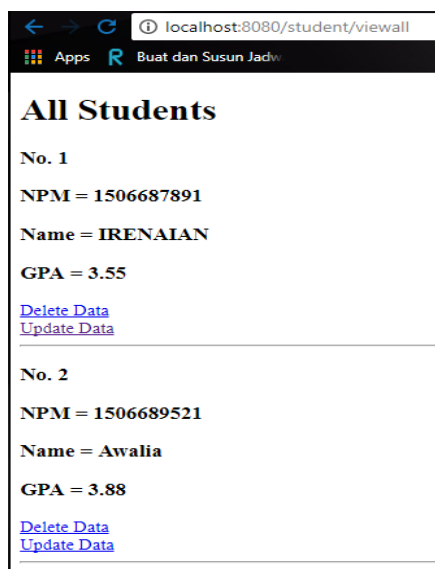 localhost:8080/student/viewall
Apps R Buat dan Susun Jadw
All Students
No. 1
NPM = 1506687891
Name = IRENAIAN
GPA = 3.55
Delete Data
Update Data
No. 2
NPM = 1506689521
Name = Awalia
GPA = 3.88
Delete Data
Update Data